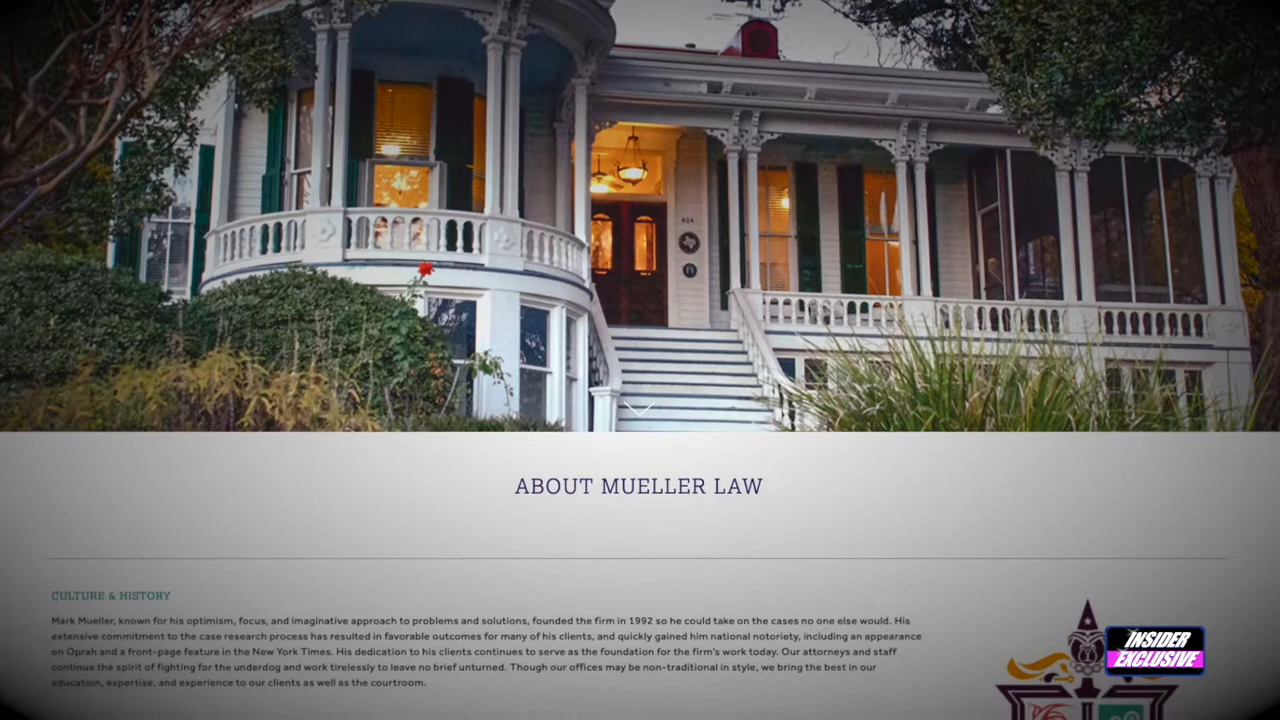 404
ABOUT MUELLER LAW
CULTURE & HISTORY
Mark Mueller, known for his optimism, focus, and imaginative approach to problems and solutions, founded the firm in 1992 so he could take on the cases no one else would. His
extensive commitment to the case research process has resulted in favorable outcomes for many of his clients, and quickly gained him national notoriety, including an appearance
on Oprah and a front-page feature in the New York Times. His dedication to his clients continues to serve as the foundation for the firm's work today. Our attorneys and staff
continue the spirit of fighting for the underdog and work tirelessly to leave no brief unturned. Though our offices may be non-traditional in style, we bring the best in our
education, expertise, and experience to our clients as well as the courtroom.
INSIDER
EXCLUSIVE